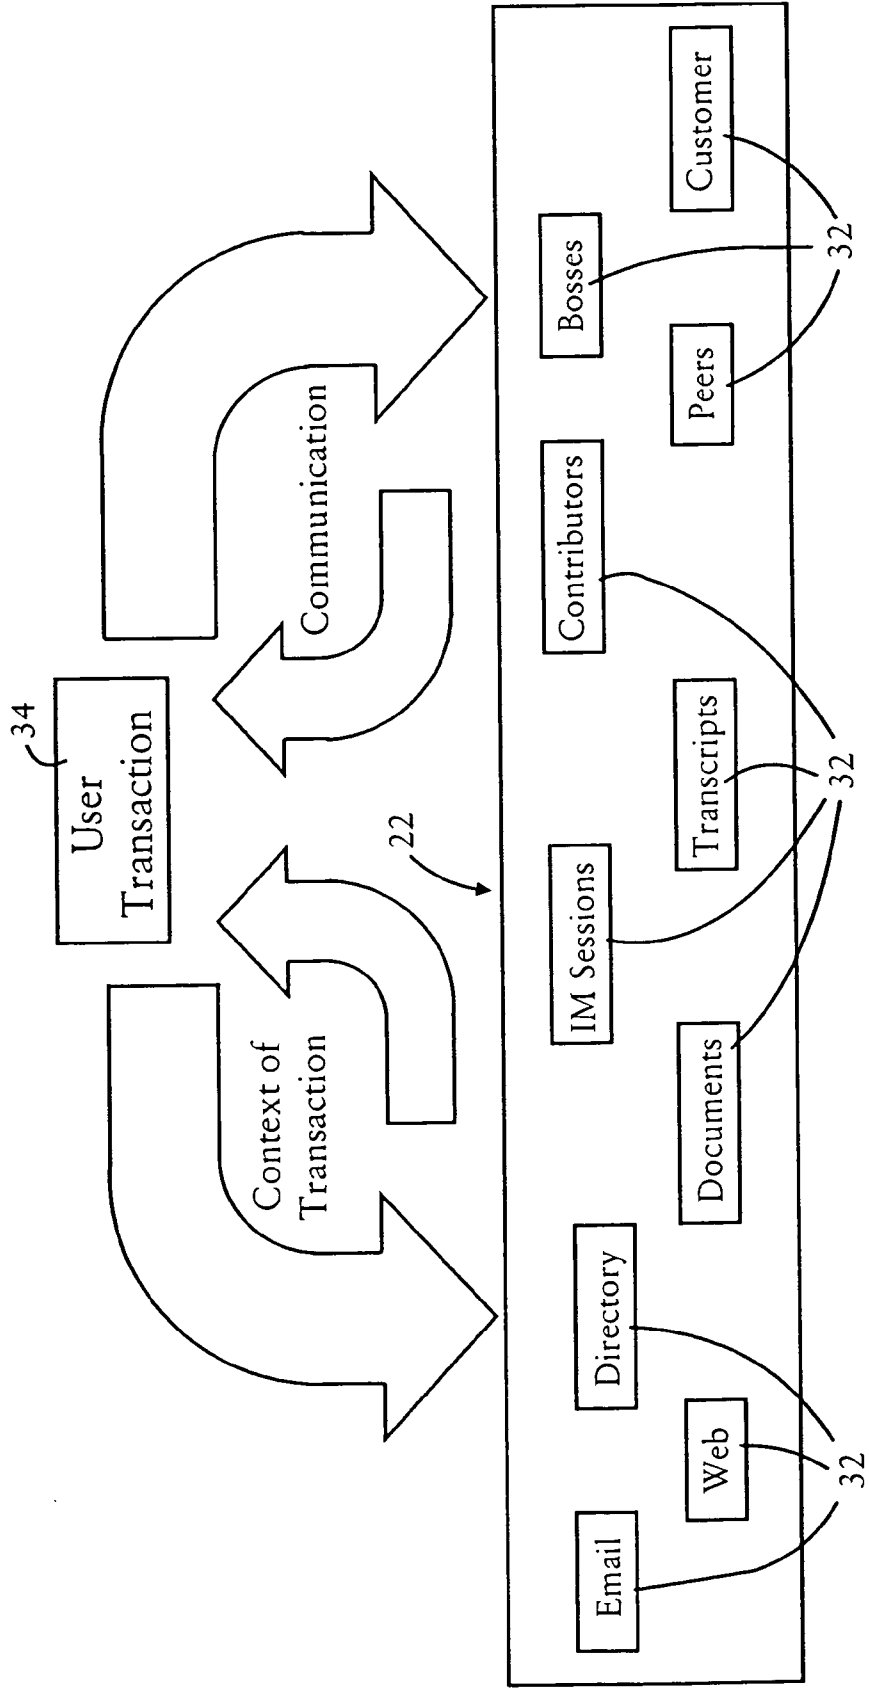 34
User
Transaction
Context of
Transaction
Communication
22
Email
Directory
IM Sessions
Contributors
Bosses
Web
Documents
Transcripts
Peers
Customer
32
32
32